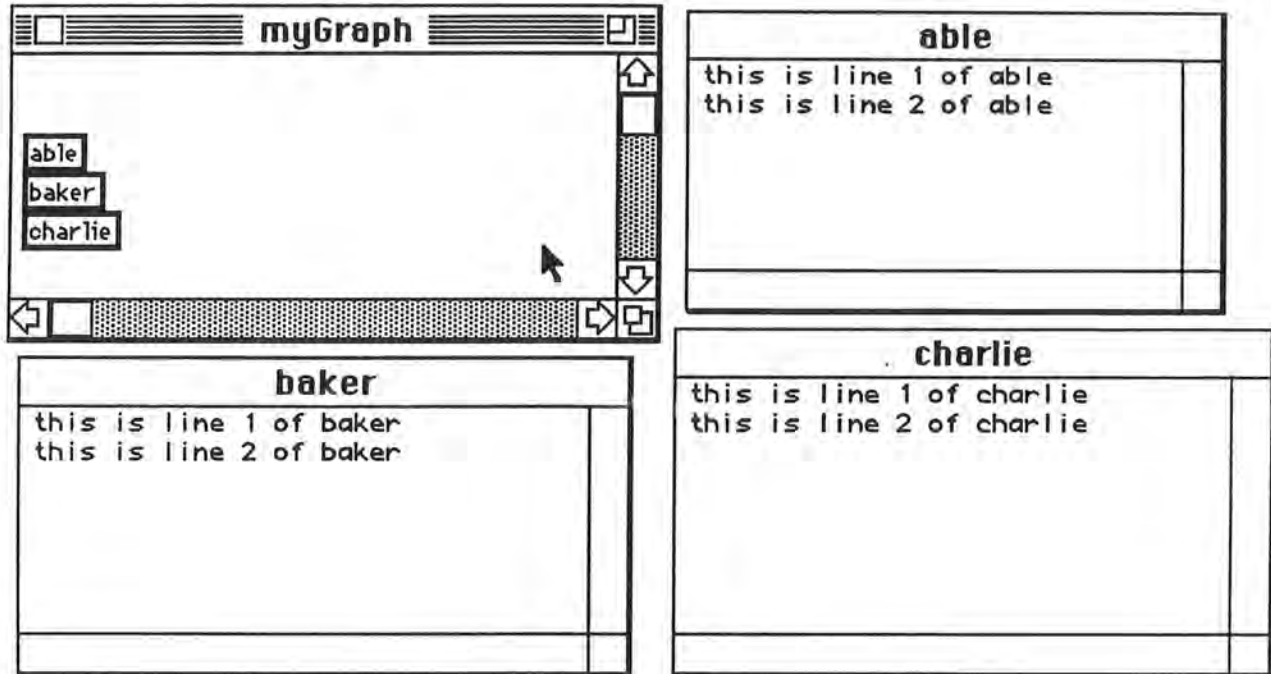 myGraph
able
baker
charlie
able
this is line 1 of able
this is line 2 of able
baker
this is line 1 of baker
this is line 2 of baker
charlie
this is line 1 of charlie
this is line 2 of charlie